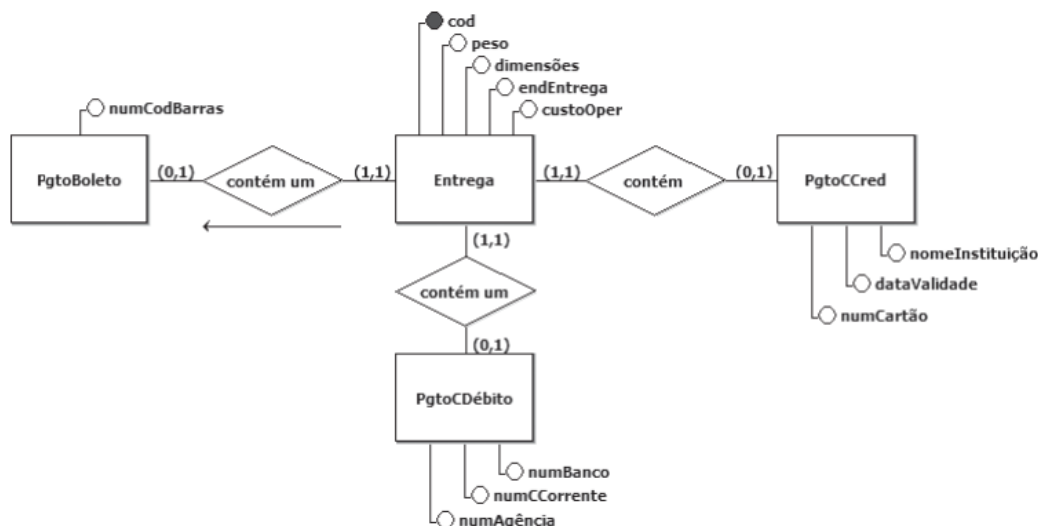 cod
peso
dimensões
endEntrega
custoOper
numCodBarras
PgtoBoleto
(0,1)
contém um
(1,1)
Entrega
(1,1)
contém
(0,1)
PgtoCCred
(1,1)
nomeInstituição
dataValidade
numCartão
contém um
(0,1)
PgtoCDébito
numBanco
numCCorrente
numAgência